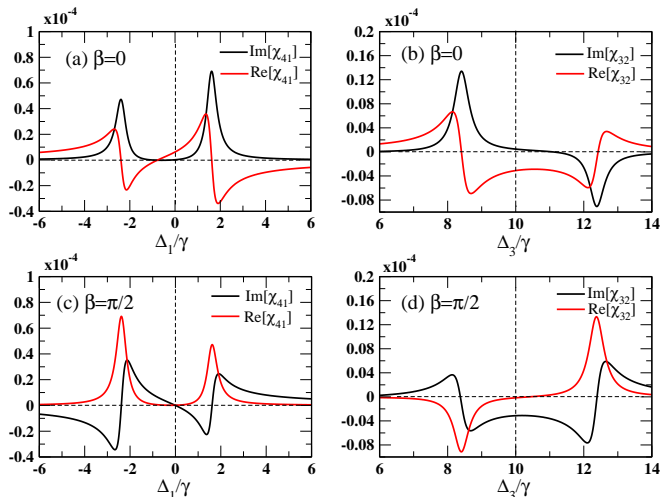 x10⁻⁴
x10⁻⁴
(a) β=0
Im[χ₄₁]
Re[χ₄₁]
1
0.8
0.6
0.4
0.2
0
-0.2
-0.4
-6 -4 -2 0 2 4 6
Δ₁/γ
(b) β=0
Im[χ₃₂]
Re[χ₃₂]
0.2
0.16
0.12
0.08
0.04
0
-0.04
-0.08
6 8 10 12 14
Δ₃/γ
x10⁻⁴
x10⁻⁴
(c) β=π/2
Im[χ₄₁]
Re[χ₄₁]
1
0.8
0.6
0.4
0.2
0
-0.2
-0.4
-6 -4 -2 0 2 4 6
Δ₁/γ
(d) β=π/2
Im[χ₃₂]
Re[χ₃₂]
0.2
0.16
0.12
0.08
0.04
0
-0.04
-0.08
6 8 10 12 14
Δ₃/γ